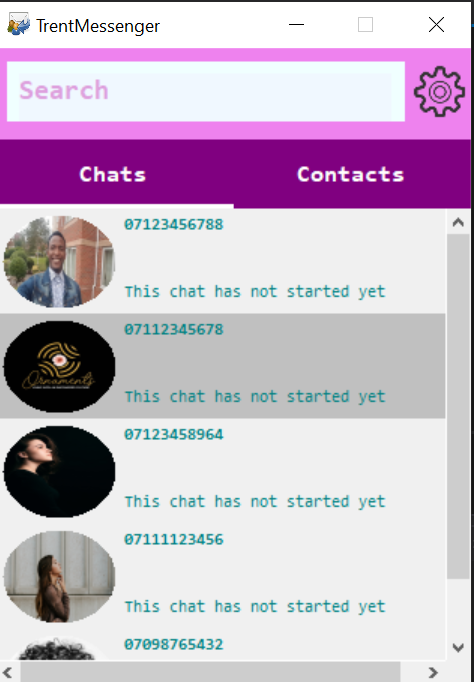 TrentMessenger
Search
Chats
Contacts
07123456788
This chat has not started yet
07112345678
Ornaments
This chat has not started yet
07123458964
This chat has not started yet
07111123456
This chat has not started yet
07098765432